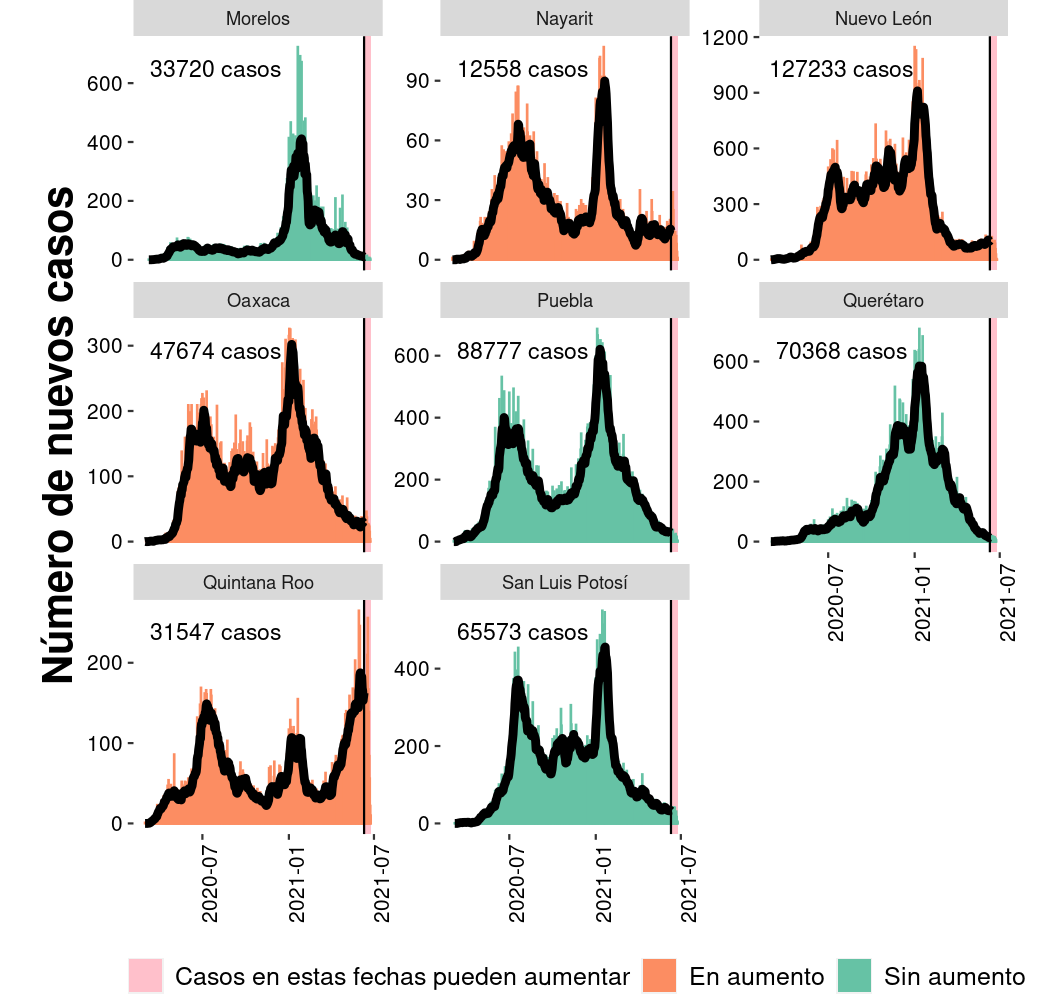 Número de nuevos casos
Morelos
Nayarit
Nuevo León
33720 casos
12558 casos
127233 casos
600
400
200
0
90
60
30
0
1200
900
600
300
0
Oaxaca
Puebla
Querétaro
47674 casos
88777 casos
70368 casos
300
200
100
0
600
400
200
0
600
400
200
0
2020-07
2021-01
2021-07
Quintana Roo
San Luis Potosí
31547 casos
65573 casos
200
100
0
400
200
0
2020-07
2021-01
2021-07
2020-07
2021-01
2021-07
Casos en estas fechas pueden aumentar
En aumento
Sin aumento